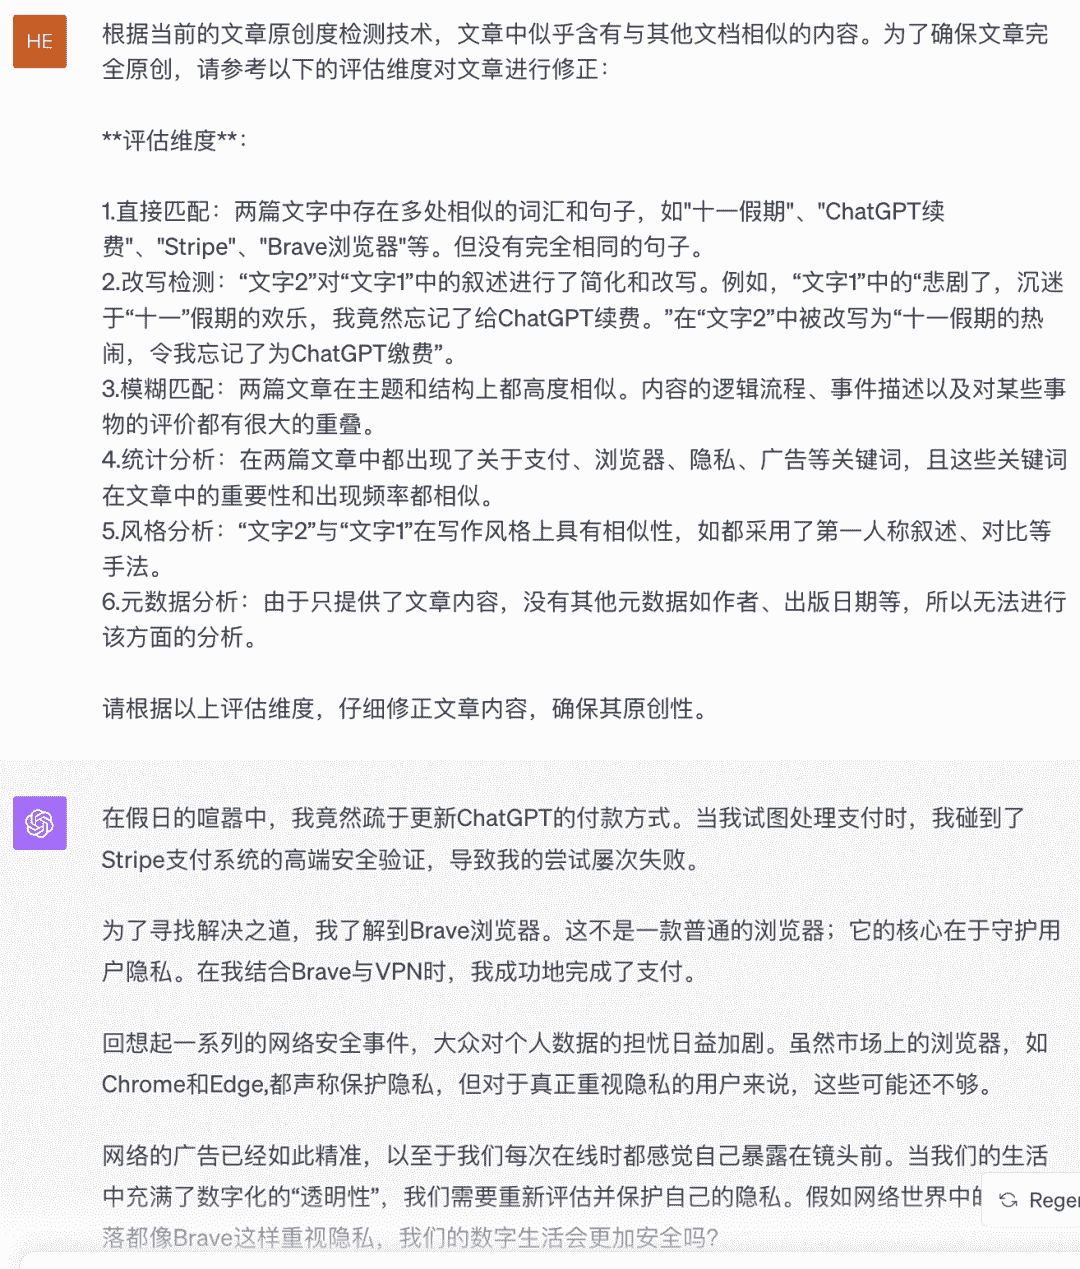 HE
根据当前的文章原创度检测技术，文章中似乎含有与其他文档相似的内容。为了确保文章完
全原创，请参考以下的评估维度对文章进行修正：
**评估维度**：
1.直接匹配：两篇文字中存在多处相似的词汇和句子，如"十一假期"、"ChatGPT续
费"、"Stripe"、"Brave浏览器"等。但没有完全相同的句子。
2.改写检测：“文字2”对“文字1”中的叙述进行了简化和改写。例如，“文字1”中的“悲剧了，沉迷
于“十一”假期的欢乐，我竟然忘记了给ChatGPT续费。”在“文字2”中被改写为“十一假期的热
闹，令我忘记了为ChatGPT缴费”。
3.模糊匹配：两篇文章在主题和结构上都高度相似。内容的逻辑流程、事件描述以及对某些事
物的评价都有很大的重叠。
4.统计分析：在两篇文章中都出现了关于支付、浏览器、隐私、广告等关键词，且这些关键词
在文章中的重要性和出现频率都相似。
5.风格分析：“文字2”与“文字1”在写作风格上具有相似性，如都采用了第一人称叙述、对比等
手法。
6.元数据分析：由于只提供了文章内容，没有其他元数据如作者、出版日期等，所以无法进行
该方面的分析。
请根据以上评估维度，仔细修正文章内容，确保其原创性。
在假日的喧嚣中，我竟然疏于更新ChatGPT的付款方式。当我试图处理支付时，我碰到了
Stripe支付系统的高端安全验证，导致我的尝试屡次失败。
为了寻找解决之道，我了解到Brave浏览器。这不是一款普通的浏览器；它的核心在于守护用
户隐私。在我结合Brave与VPN时，我成功地完成了支付。
回想起一系列的网络安全事件，大众对个人数据的担忧日益加剧。虽然市场上的浏览器，如
Chrome和Edge,都声称保护隐私，但对于真正重视隐私的用户来说，这些可能还不够。
网络的广告已经如此精准，以至于我们每次在线时都感觉自己暴露在镜头前。当我们的生活
中充满了数字化的“透明性”，我们需要重新评估并保护自己的隐私。假如网络世界中的
Reger
落都像Brave这样重视隐私，我们的数字生活会更加安全吗？